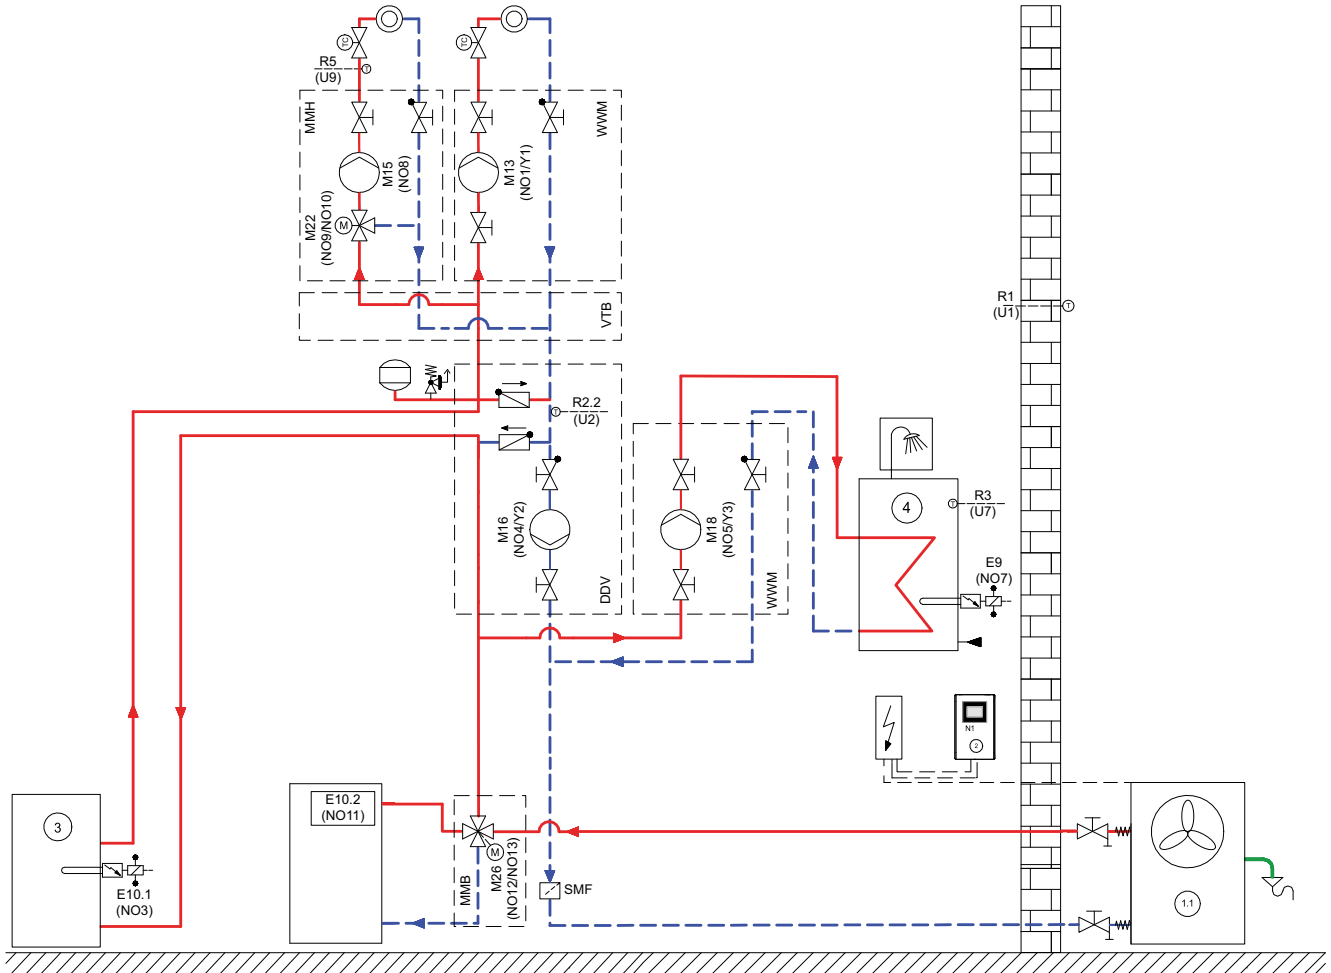 TC
TC
R5
(U9)
T
MMH
WWM
M15
(NO8)
M13
(NO1/Y1)
M22
(NO9/NO10)
M
VTB
R1
(U1)
T
R2.2
(U2)
T
M16
(NO4/Y2)
DDV
M18
(NO5/Y3)
WWM
4
R3
(U7)
T
E9
(NO7)
N1
2
3
E10.1
(NO3)
E10.2
(NO11)
MMB
M
M26
(NO12/NO13)
SMF
1.1